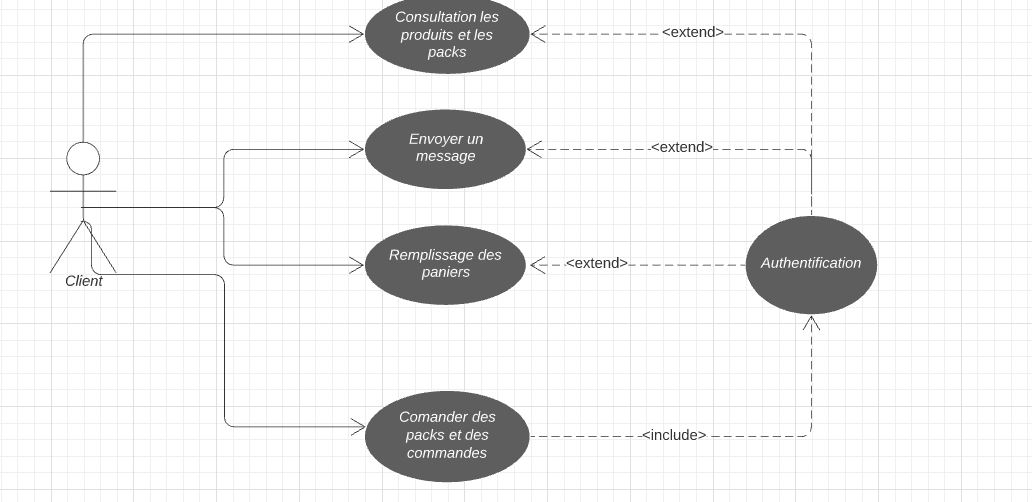 Consultation les
produits et les
packs
<extend>
Envoyer un
message
<extend>
Remplissage des
paniers
<extend>
Authentification
Client
Comander des
packs et des
commandes
<include>